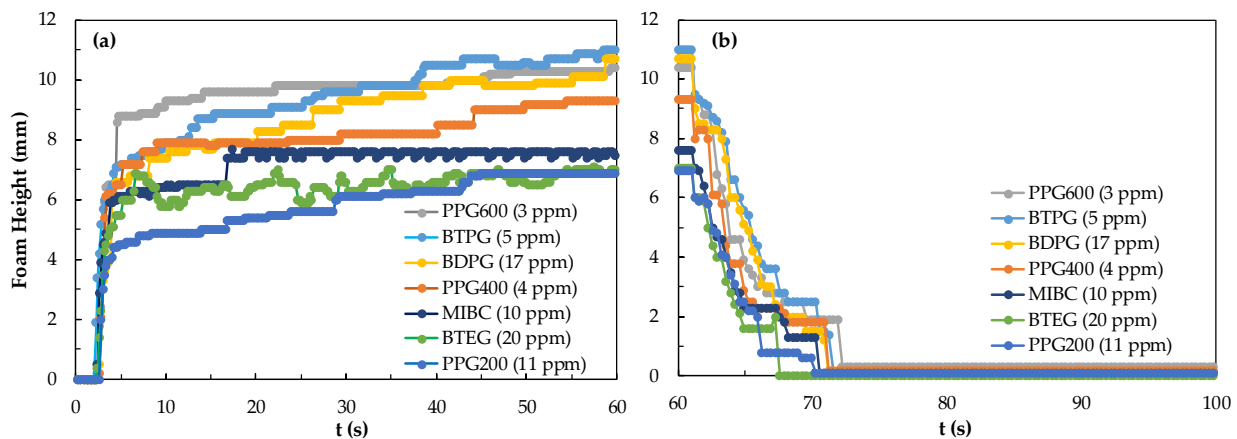 (a)
Foam Height (mm)
12
10
8
6
4
2
0
0 10 20 30 40 50 60
t (s)
PPG600 (3 ppm)
BTPG (5 ppm)
BDPG (17 ppm)
PPG400 (4 ppm)
MIBC (10 ppm)
BTEG (20 ppm)
PPG200 (11 ppm)
(b)
12
10
8
6
4
2
0
60 70 80 90 100
t (s)
PPG600 (3 ppm)
BTPG (5 ppm)
BDPG (17 ppm)
PPG400 (4 ppm)
MIBC (10 ppm)
BTEG (20 ppm)
PPG200 (11 ppm)